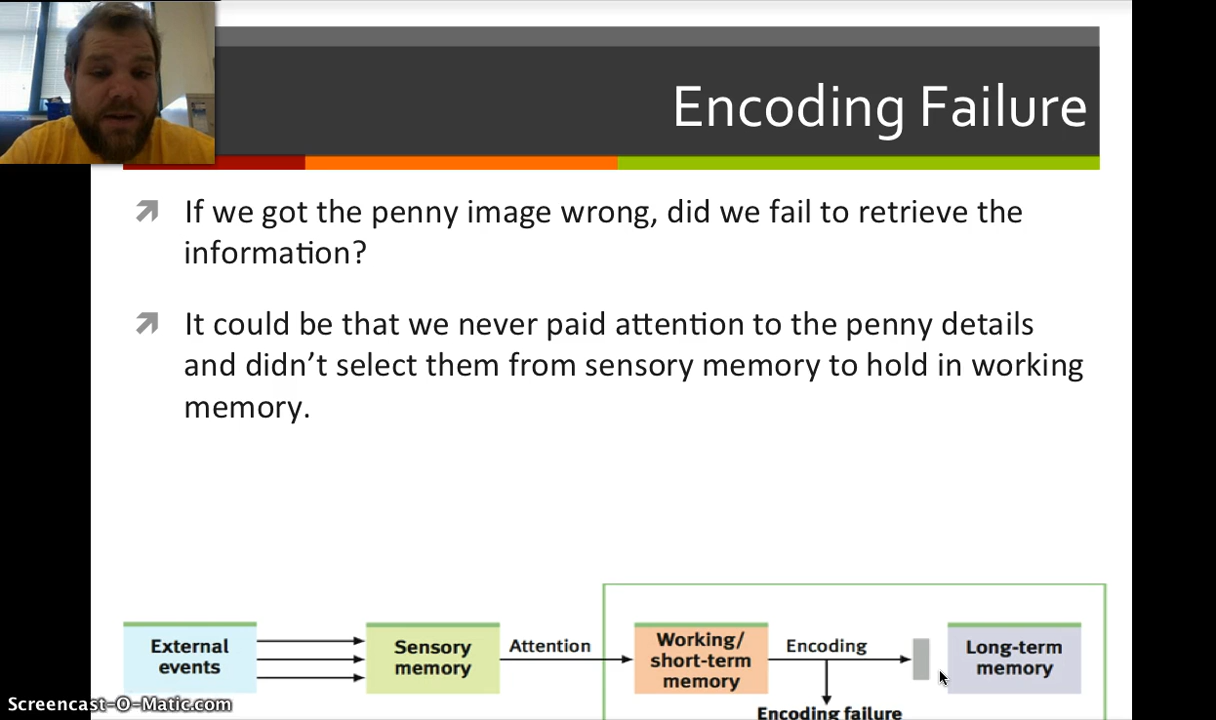 Encoding Failure
If we got the penny image wrong, did we fail to retrieve the
information?
It could be that we never paid attention to the penny details
and didn't select them from sensory memory to hold in working
memory.
External
events
Sensory
memory
Attention
Working/
short-term
memory
Encoding
Long-term
memory
Encoding failure
Screencast-O-Matic.com